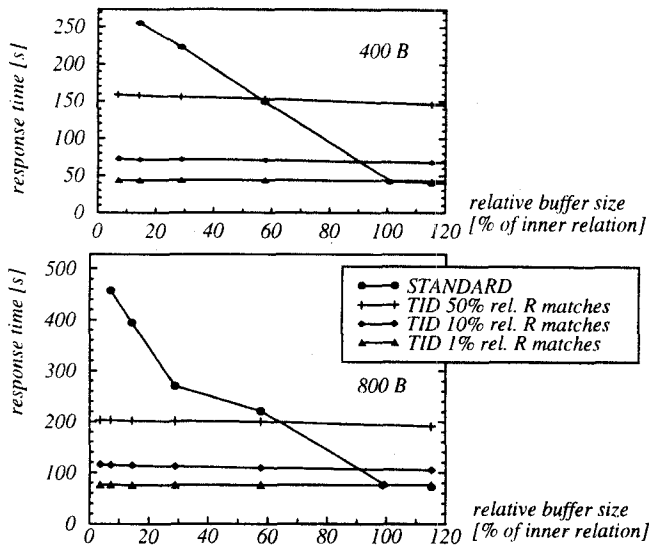 250
200
150
100
50
0
response time [s]
400 B
0 20 40 60 80 100 120
relative buffer size
[% of inner relation]
500
400
300
200
100
0
response time [s]
STANDARD
TID 50% rel. R matches
TID 10% rel. R matches
TID 1% rel. R matches
800 B
0 20 40 60 80 100 120
relative buffer size
[% of inner relation]